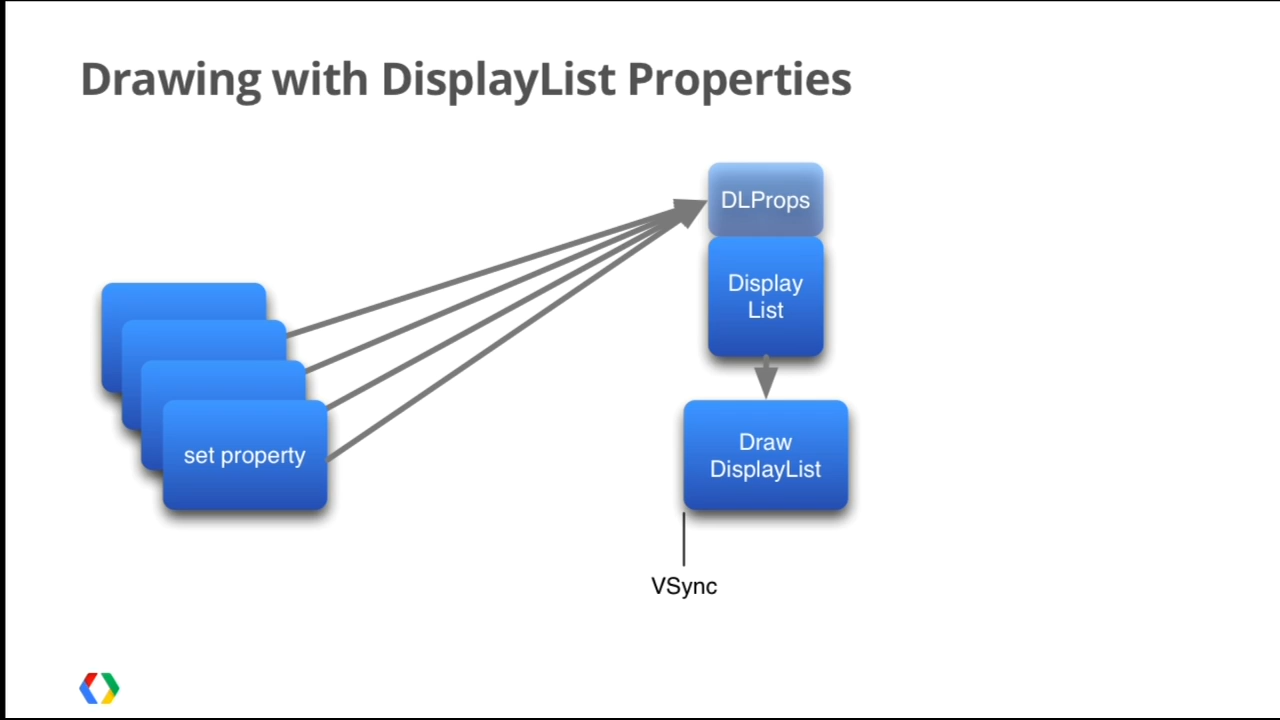 Drawing with DisplayList Properties
DLProps
Display
List
set property
Draw
DisplayList
VSync